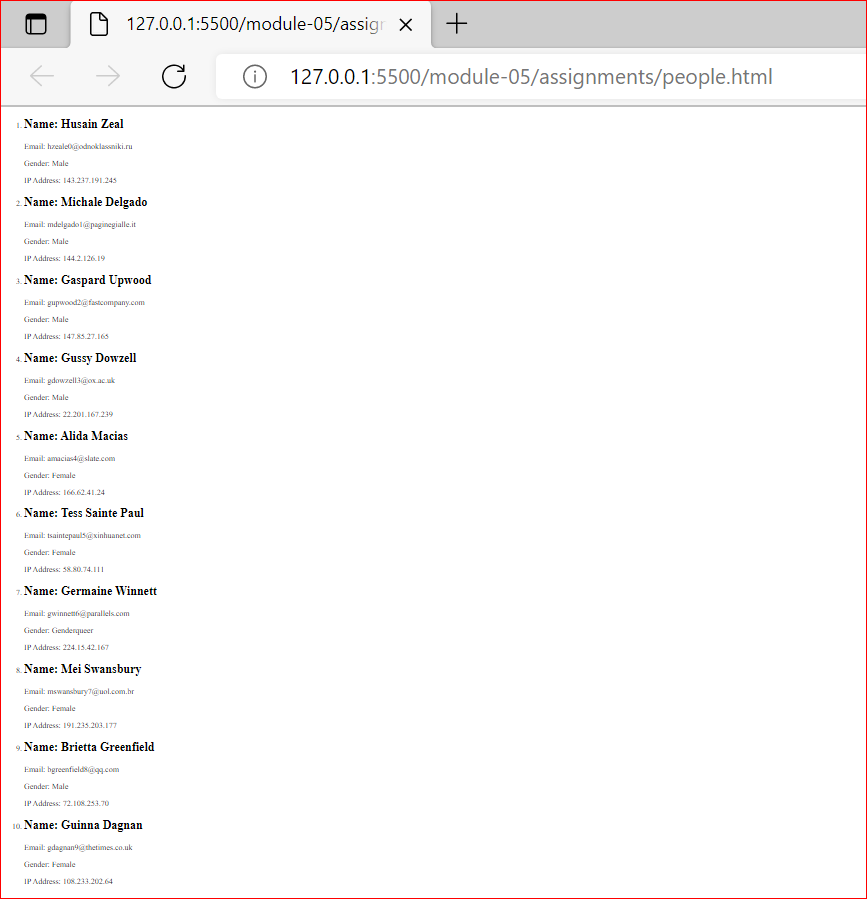 127.0.0.1:5500/module-05/assig
127.0.0.1:5500/module-05/assignments/people.html
1. Name: Husain Zeal
Email: hzeale0@odnoklassniki.ru
Gender: Male
IP Address: 143.237.191.245
2. Name: Michale Delgado
Email: mdelgado1@paginegialle.it
Gender: Male
IP Address: 144.2.126.19
3. Name: Gaspard Upwood
Email: gupwood2@fastcompany.com
Gender: Male
IP Address: 147.85.27.165
4. Name: Gussy Dowzell
Email: gdowzell3@ox.ac.uk
Gender: Male
IP Address: 22.201.167.239
5. Name: Alida Macias
Email: amacias4@slate.com
Gender: Female
IP Address: 166.62.41.24
6. Name: Tess Sainte Paul
Email: tsaintepaul5@xinhuanet.com
Gender: Female
IP Address: 58.80.74.111
7. Name: Germaine Winnett
Email: gwinnett6@parallels.com
Gender: Genderqueer
IP Address: 224.15.42.167
8. Name: Mei Swansbury
Email: mswansbury7@uol.com.br
Gender: Female
IP Address: 191.235.203.177
9. Name: Brietta Greenfield
Email: bgreenfield8@qq.com
Gender: Male
IP Address: 72.108.253.70
10. Name: Guinna Dagnan
Email: gdagnan9@thetimes.co.uk
Gender: Female
IP Address: 108.233.202.64